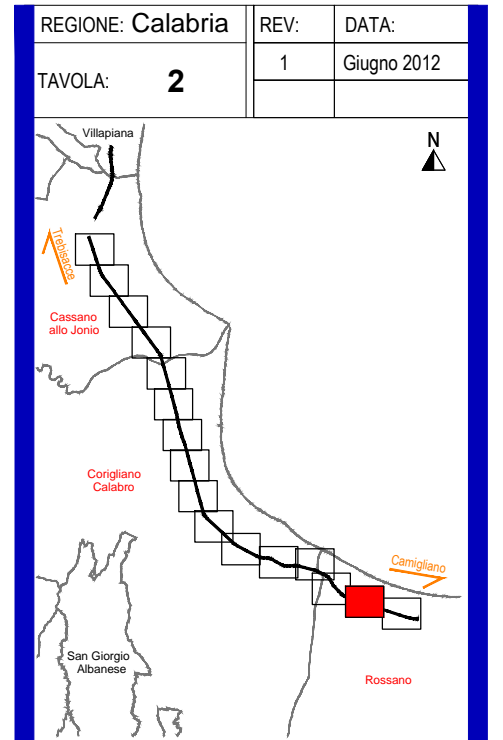 REGIONE: Calabria
REV:
DATA:
TAVOLA: 2
1
Giugno 2012
Villapiana
N
Trebisacce
Cassano
allo Jonio
Corigliano
Calabro
Camigliano
San Giorgio
Albanese
Rossano